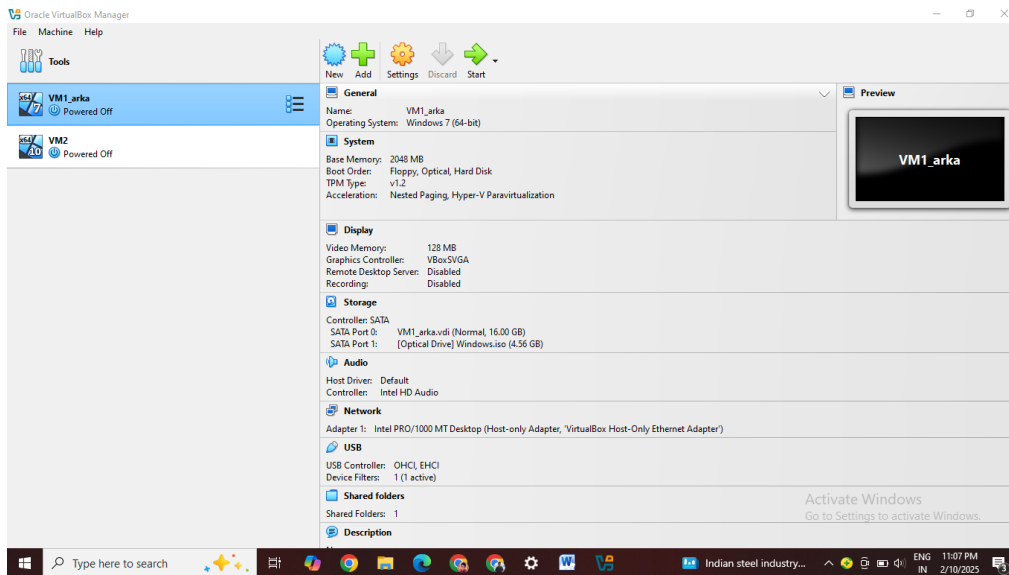 Oracle VirtualBox Manager
File Machine Help
Tools
New Add Settings Discard Start
x64 7 VM1_arka
Powered Off
x64 10 VM2
Powered Off
General
Name: VM1_arka
Operating System: Windows 7 (64-bit)
System
Base Memory: 2048 MB
Boot Order: Floppy, Optical, Hard Disk
TPM Type: v1.2
Acceleration: Nested Paging, Hyper-V Paravirtualization
Preview
VM1_arka
Display
Video Memory: 128 MB
Graphics Controller: VBoxSVGA
Remote Desktop Server: Disabled
Recording: Disabled
Storage
Controller: SATA
SATA Port 0: VM1_arka.vdi (Normal, 16.00 GB)
SATA Port 1: [Optical Drive] Windows.iso (4.56 GB)
Audio
Host Driver: Default
Controller: Intel HD Audio
Network
Adapter 1: Intel PRO/1000 MT Desktop (Host-only Adapter, 'VirtualBox Host-Only Ethernet Adapter')
USB
USB Controller: OHCI, EHCI
Device Filters: 1 (1 active)
Shared folders
Shared Folders: 1
Description
Activate Windows
Go to Settings to activate Windows.
Type here to search
Indian steel industry...
ENG
IN
11:07 PM
2/10/2025
3